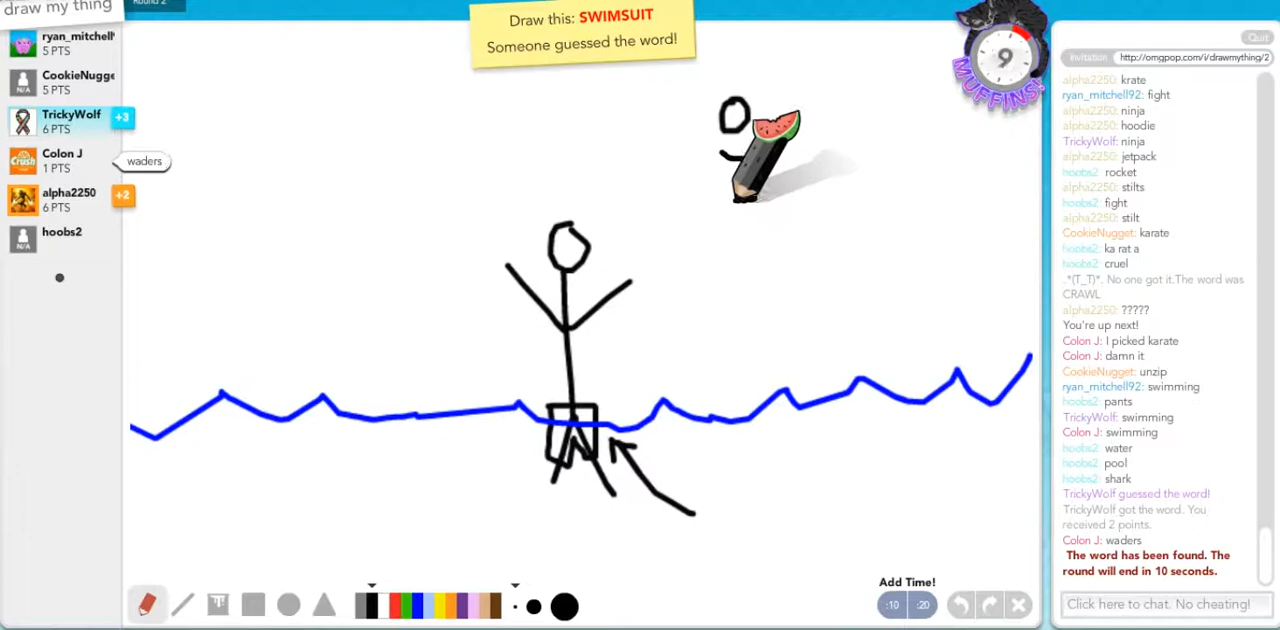 draw my thing
Round 2
Draw this: SWIMSUIT
Someone guessed the word!
9
MUFFINS!
ryan_mitchell
5 PTS
CookieNugge
5 PTS
TrickyWolf
6 PTS
+3
Colon J
1 PTS
Crush
waders
alpha2250
6 PTS
+2
hoobs2
N/A
N/A
Quit
Invitation
http://omgpop.com/i/drawmything/2
alpha2250: krate
ryan_mitchell92: fight
alpha2250: ninja
alpha2250: hoodie
TrickyWolf: ninja
alpha2250: jetpack
hoobs2: rocket
alpha2250: stilts
hoobs2: fight
alpha2250: stilt
CookieNugget: karate
hoobs2: ka rat a
hoobs2: cruel
.*(T_T)*. No one got it.The word was
CRAWL
alpha2250: ?????
You're up next!
Colon J: I picked karate
Colon J: damn it
CookieNugget: unzip
ryan_mitchell92: swimming
hoobs2: pants
TrickyWolf: swimming
Colon J: swimming
hoobs2: water
hoobs2: pool
hoobs2: shark
TrickyWolf guessed the word!
TrickyWolf got the word. You
received 2 points.
Colon J: waders
The word has been found. The
round will end in 10 seconds.
Click here to chat. No cheating!
Add Time!
:10
:20